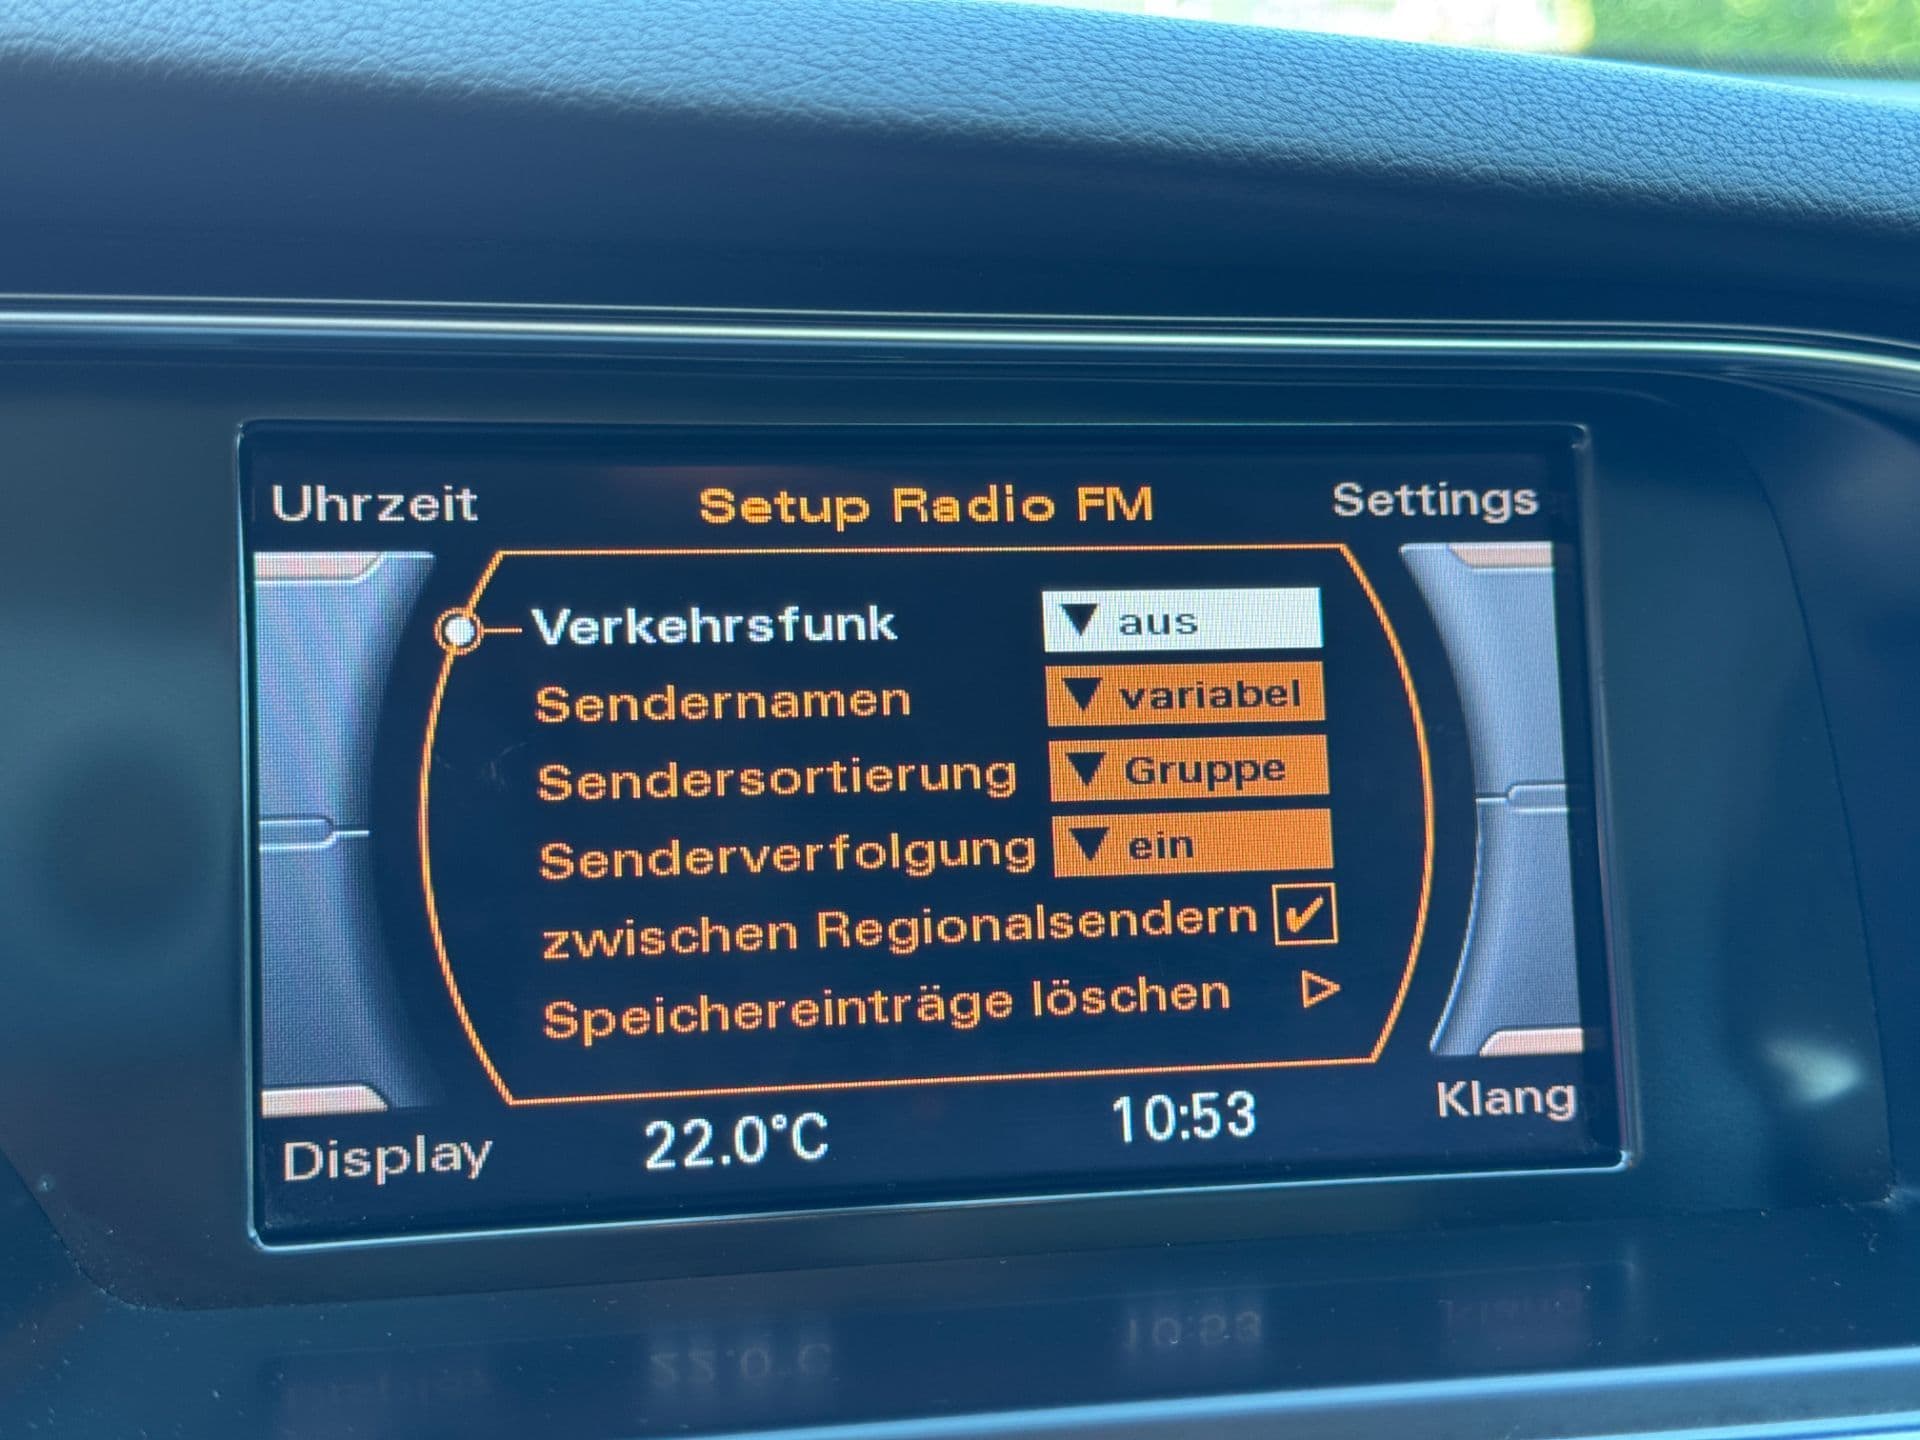 Uhrzeit Setup Radio FM Settings
Verkehrsfunk aus
Sendernamen variabel
Sendersortierung Gruppe
Senderverfolgung ein
zwischen Regionalsendern
Speichereinträge löschen
Display 22.0°C 10:53 Klang